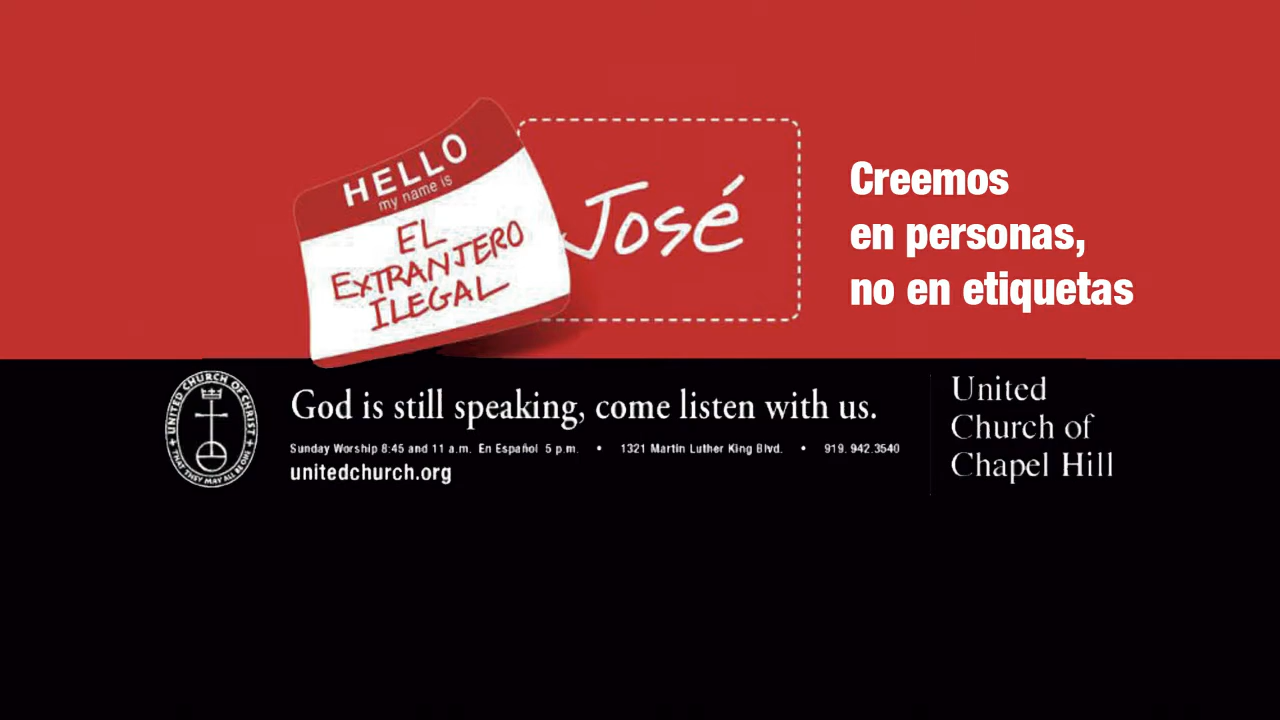 HELLO
my name is
EL
EXTRANJERO
ILEGAL
José
Creemos
en personas,
no en etiquetas
UNITED CHURCH OF CHRIST
THAT THEY MAY ALL BE ONE
God is still speaking, come listen with us.
Sunday Worship 8:45 and 11 a.m. En Español 5 p.m. • 1321 Martin Luther King Blvd. • 919. 942.3540
unitedchurch.org
United
Church of
Chapel Hill